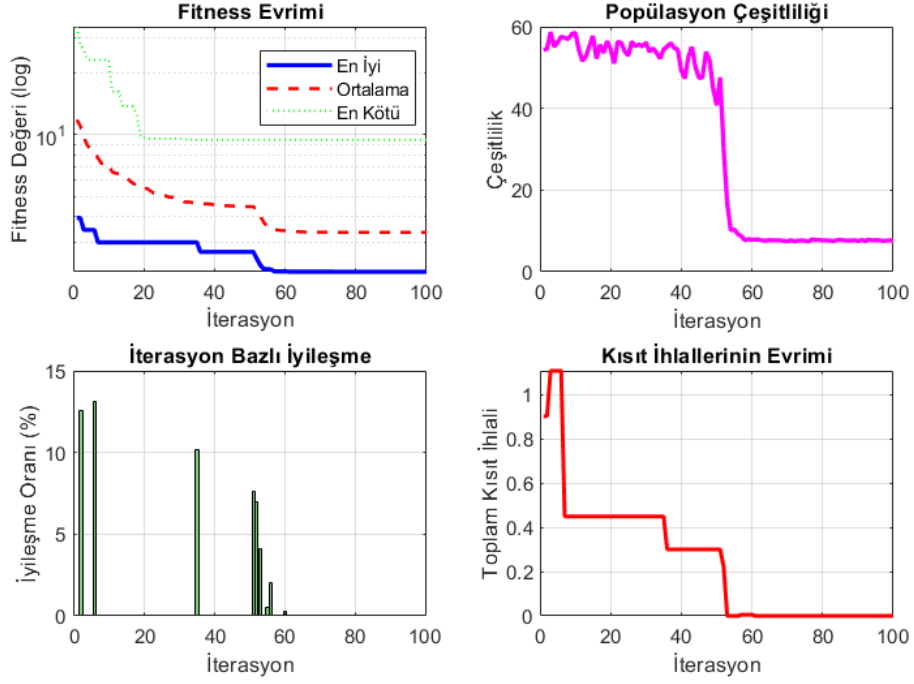 Fitness Evrimi
Fitness Değeri (log)
10^1
En İyi
Ortalama
En Kötü
0 20 40 60 80 100
İterasyon
Popülasyon Çeşitliliği
Çeşitlilik
60
40
20
0
0 20 40 60 80 100
İterasyon
İterasyon Bazlı İyileşme
İyileşme Oranı (%)
15
10
5
0
0 20 40 60 80 100
İterasyon
Kısıt İhlallerinin Evrimi
Toplam Kısıt İhlali
1
0.8
0.6
0.4
0.2
0
0 20 40 60 80 100
İterasyon